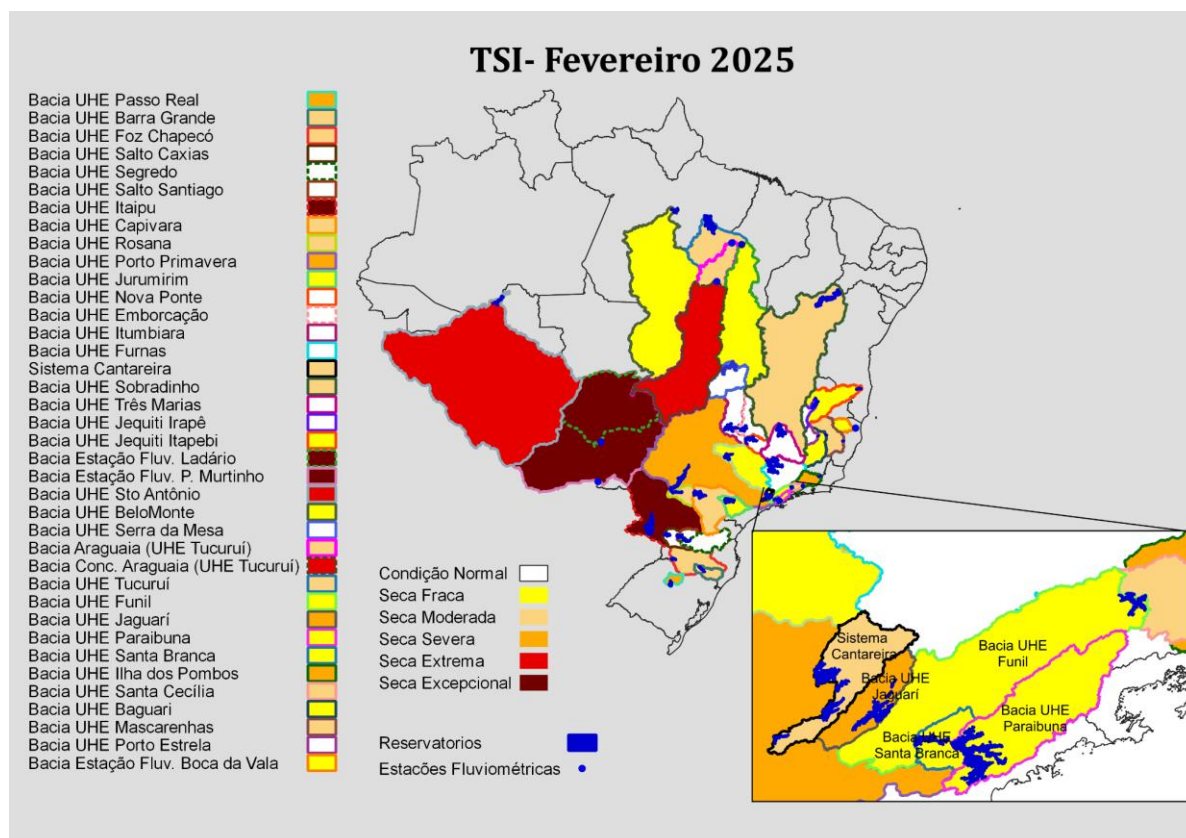 TSI- Fevereiro 2025
Bacia UHE Passo Real
Bacia UHE Barra Grande
Bacia UHE Foz Chapecó
Bacia UHE Salto Caxias
Bacia UHE Segredo
Bacia UHE Salto Santiago
Bacia UHE Itaipu
Bacia UHE Capivara
Bacia UHE Rosana
Bacia UHE Porto Primavera
Bacia UHE Jurumirim
Bacia UHE Nova Ponte
Bacia UHE Emborcação
Bacia UHE Itumbiara
Bacia UHE Furnas
Sistema Cantareira
Bacia UHE Sobradinho
Bacia UHE Três Marias
Bacia UHE Jequiti Irapê
Bacia UHE Jequiti Itapebi
Bacia Estação Fluv. Ladário
Bacia Estação Fluv. P. Murtinho
Bacia UHE Sto Antônio
Bacia UHE BeloMonte
Bacia UHE Serra da Mesa
Bacia Araguaia (UHE Tucuruí)
Bacia Conc. Araguaia (UHE Tucuruí)
Bacia UHE Tucuruí
Bacia UHE Funil
Bacia UHE Jaguarí
Bacia UHE Paraibuna
Bacia UHE Santa Branca
Bacia UHE Ilha dos Pombos
Bacia UHE Santa Cecília
Bacia UHE Baguari
Bacia UHE Mascarenhas
Bacia UHE Porto Estrela
Bacia Estação Fluv. Boca da Vala
Condição Normal
Seca Fraca
Seca Moderada
Seca Severa
Seca Extrema
Seca Excepcional
Reservatorios
Estacões Fluviométricas
Sistema
Cantareira
Bacia UHE
Jaguarí
Bacia UHE
Funil
Bacia UHE
Paraibuna
Bacia UHE
Santa Branca